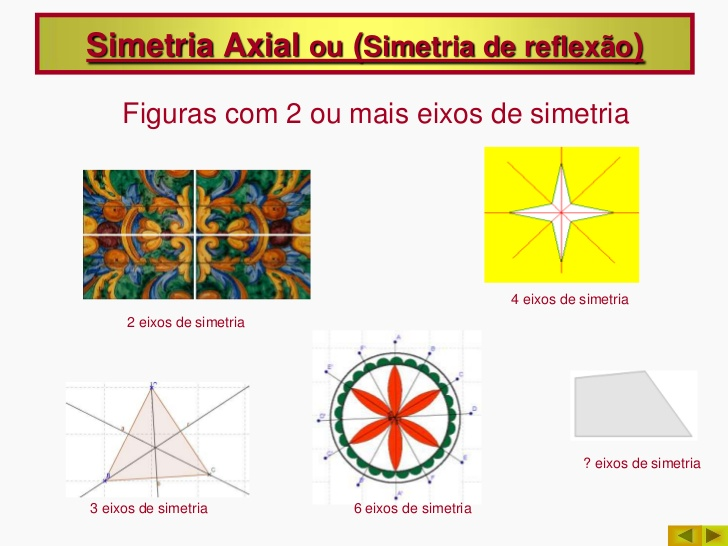 Simetria Axial ou (Simetria de reflexão)
Figuras com 2 ou mais eixos de simetria
4 eixos de simetria
2 eixos de simetria
? eixos de simetria
3 eixos de simetria
6 eixos de simetria